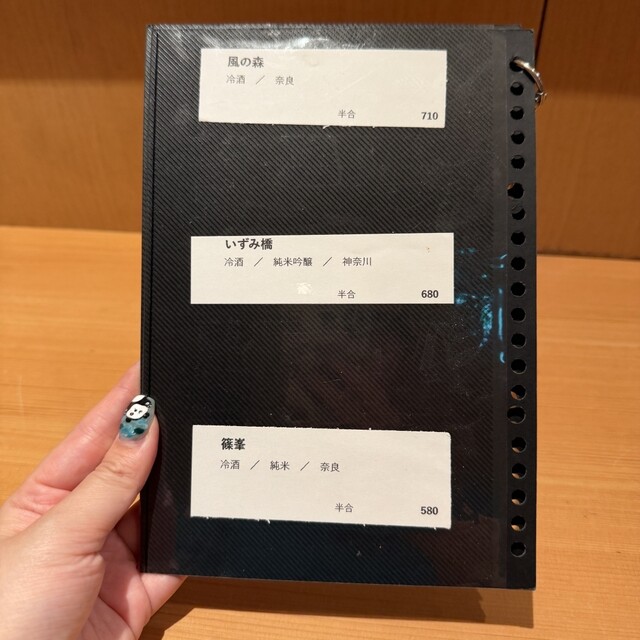 風の森
冷酒 ／ 奈良
半合 710
いずみ橋
冷酒 ／ 純米吟醸 ／ 神奈川
半合 680
篠峯
冷酒 ／ 純米 ／ 奈良
半合 580